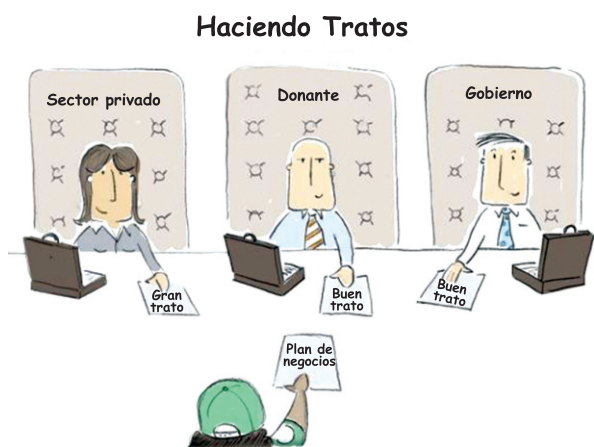 Haciendo Tratos
Sector privado
Donante
Gobierno
Gran
trato
Buen
trato
Buen
trato
Plan de
negocios